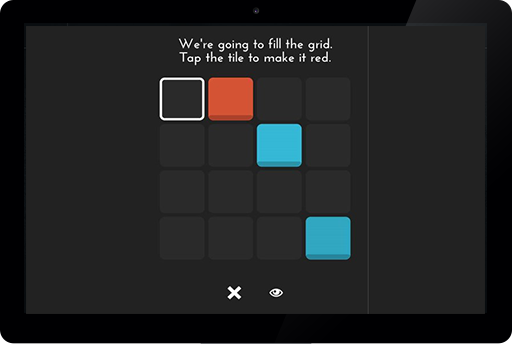 We're going to fill the grid.
Tap the tile to make it red.